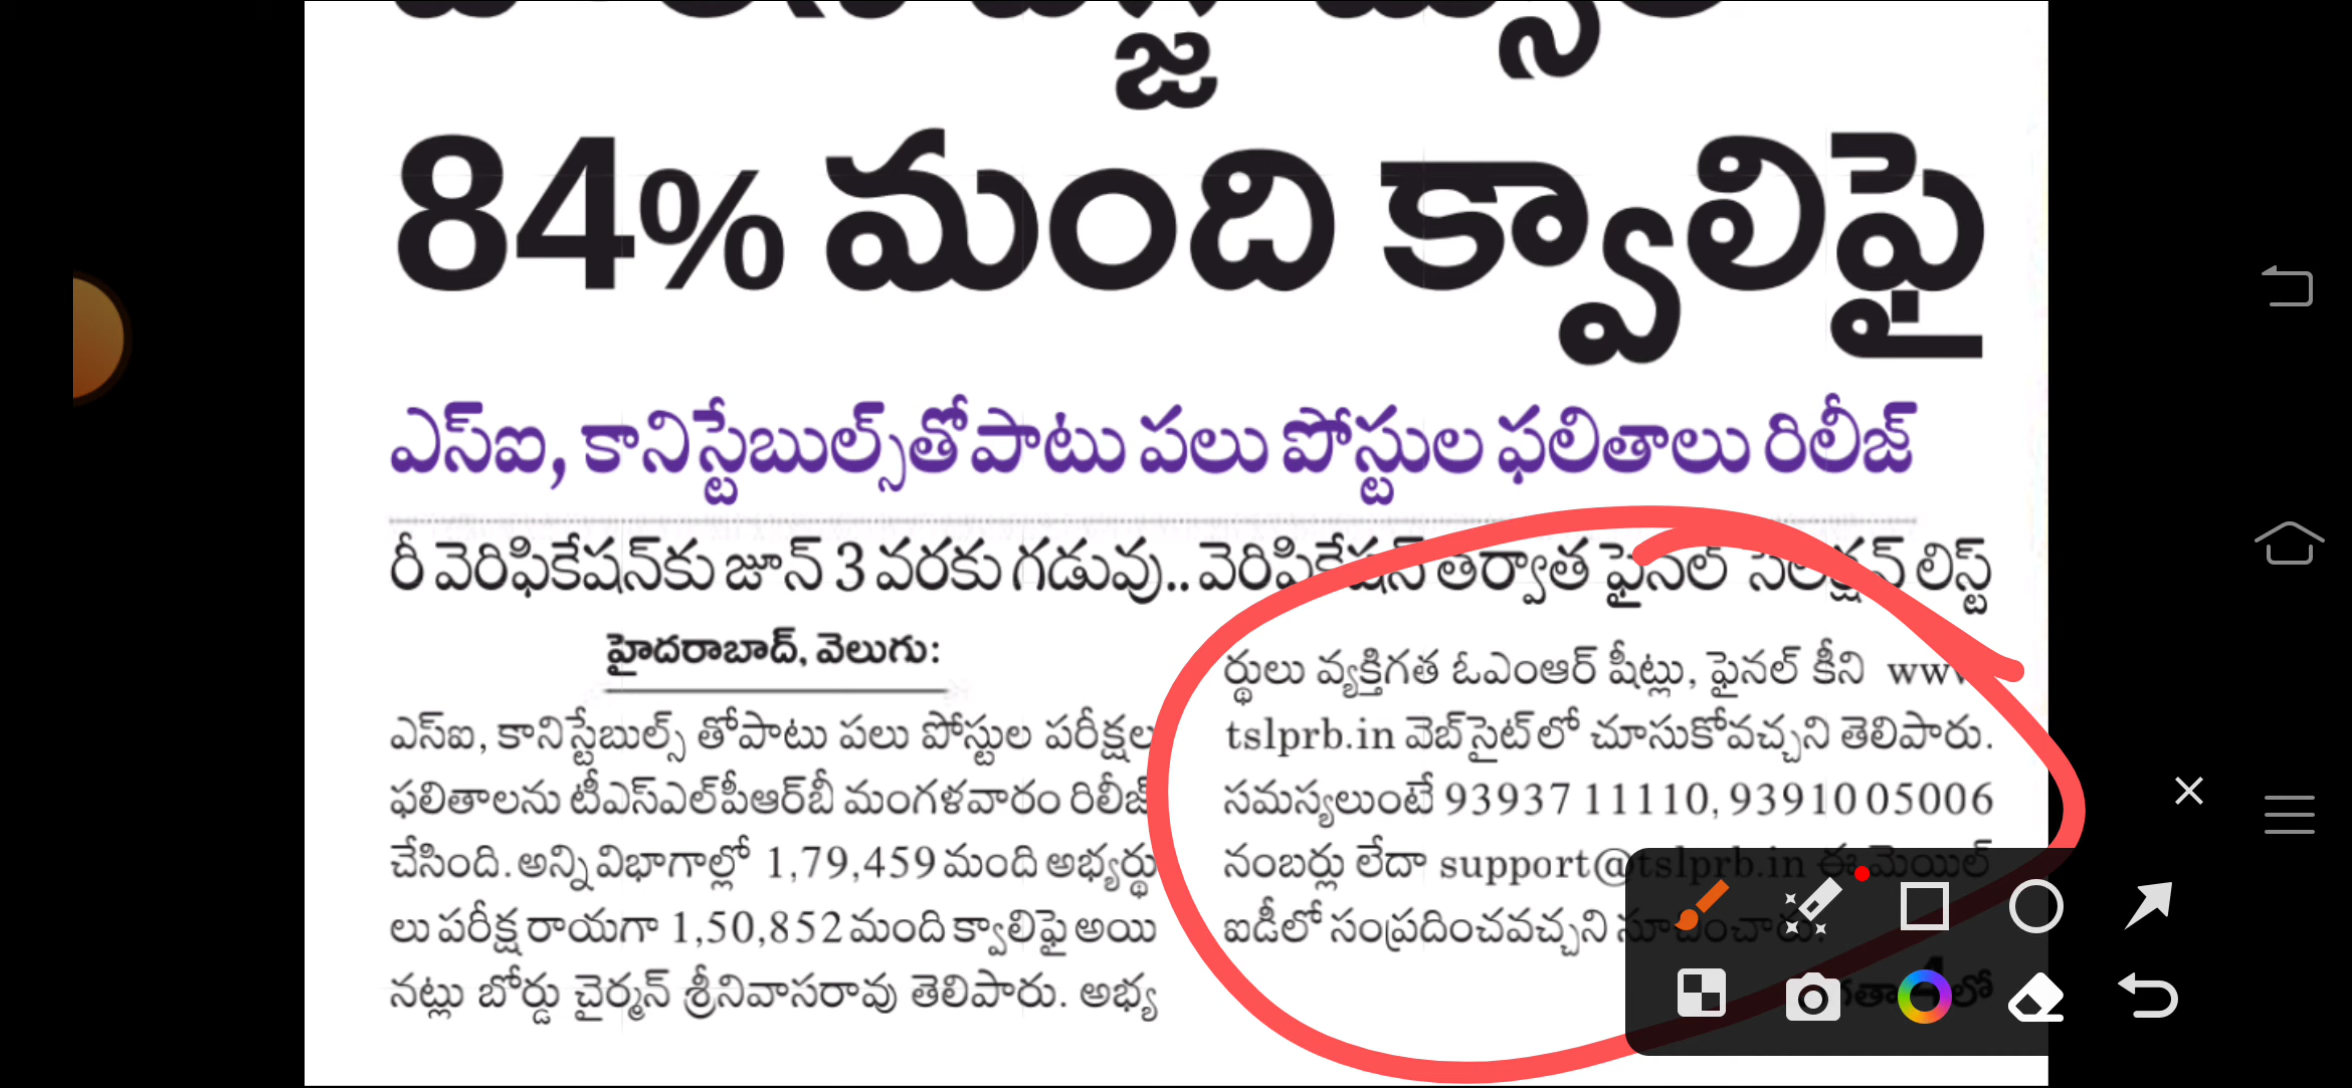 84% మంది క్వాలిఫై
ఎస్ఐ, కానిస్టేబుల్స్‌తోపాటు పలు పోస్టుల ఫలితాలు రిలీజ్
రీ వెరిఫికేషన్‌కు జూన్ 3 వరకు గడువు.. వెరిఫికేషన్ తర్వాత ఫైనల్ సెలక్షన్ లిస్ట్
హైదరాబాద్, వెలుగు:
ఎస్ఐ, కానిస్టేబుల్స్ తోపాటు పలు పోస్టుల పరీక్షల
ఫలితాలను టీఎస్ఎల్‌పీఆర్‌బీ మంగళవారం రిలీజ్
చేసింది. అన్ని విభాగాల్లో 1,79,459 మంది అభ్యర్థు
లు పరీక్ష రాయగా 1,50,852 మంది క్వాలిఫై అయి
నట్లు బోర్డు చైర్మన్ శ్రీనివాసరావు తెలిపారు. అభ్య
ర్థులు వ్యక్తిగత ఓఎంఆర్ షీట్లు, ఫైనల్ కీని www.
tslprb.in వెబ్‌సైట్‌లో చూసుకోవచ్చని తెలిపారు.
సమస్యలుంటే 93937 11110, 93910 05006
నంబర్లు లేదా support@tslprb.in ఈ మెయిల్
ఐడీలో సంప్రదించవచ్చని సూచించారు.
4లో